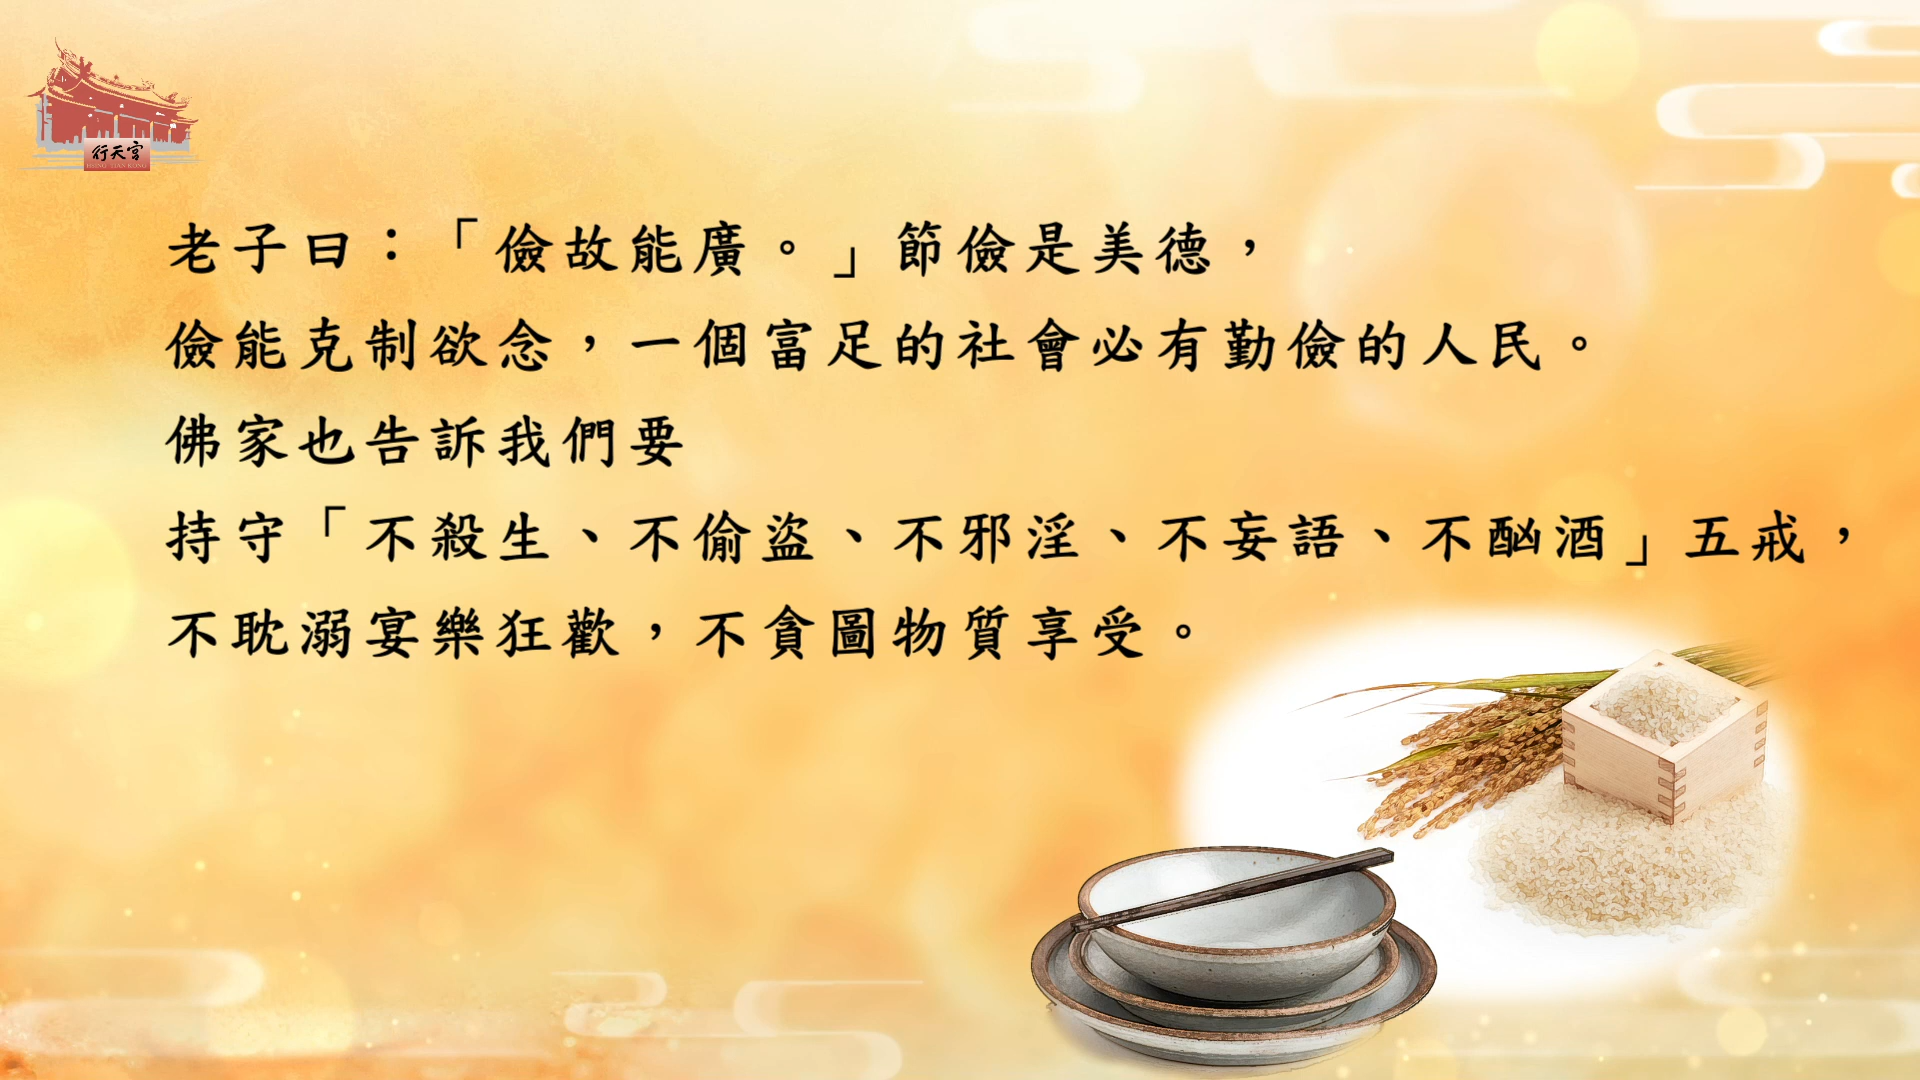 行天宮
老子曰：「儉故能廣。」節儉是美德，
儉能克制欲念，一個富足的社會必有勤儉的人民。
佛家也告訴我們要
持守「不殺生、不偷盜、不邪淫、不妄語、不酗酒」五戒，
不耽溺宴樂狂歡，不貪圖物質享受。